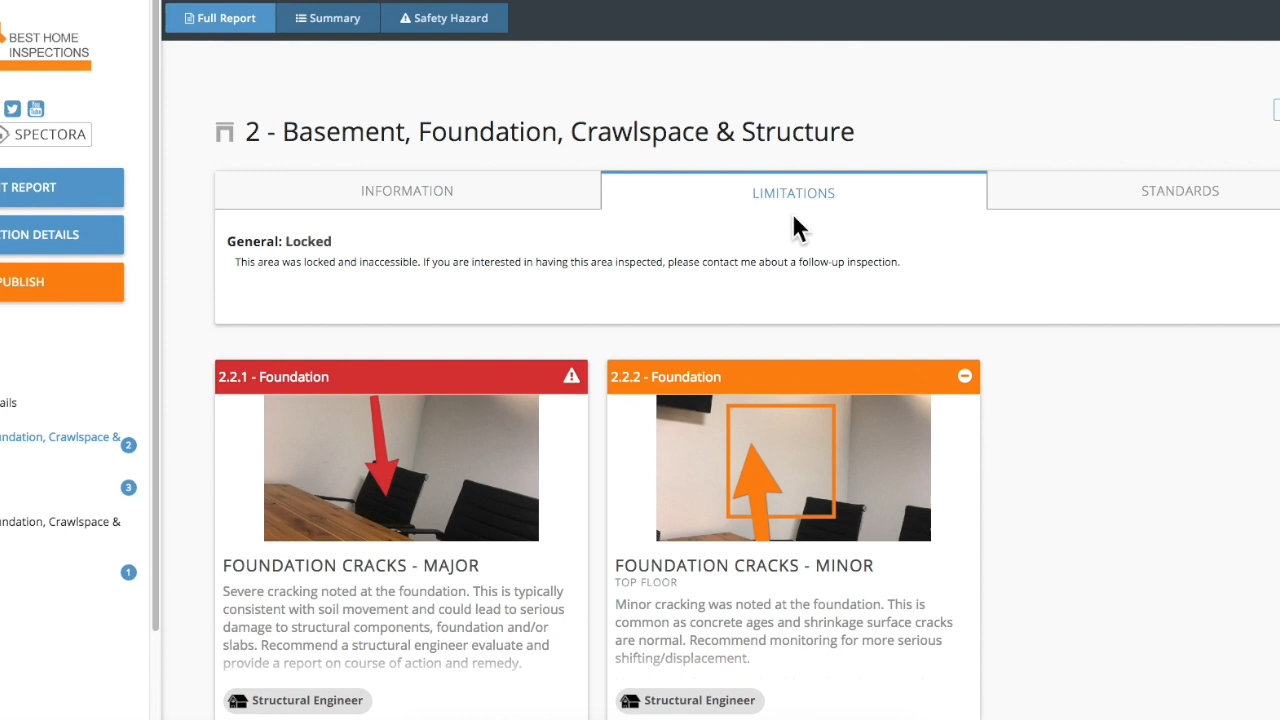 Full Report
Summary
Safety Hazard
BEST HOME
INSPECTIONS
SPECTORA
T REPORT
TION DETAILS
PUBLISH
ails
undation, Crawlspace &
2
3
undation, Crawlspace &
1
2 - Basement, Foundation, Crawlspace & Structure
INFORMATION
LIMITATIONS
STANDARDS
General: Locked
This area was locked and inaccessible. If you are interested in having this area inspected, please contact me about a follow-up inspection.
2.2.1 - Foundation
FOUNDATION CRACKS - MAJOR
Severe cracking noted at the foundation. This is typically
consistent with soil movement and could lead to serious
damage to structural components, foundation and/or
slabs. Recommend a structural engineer evaluate and
provide a report on course of action and remedy.
Structural Engineer
2.2.2 - Foundation
FOUNDATION CRACKS - MINOR
TOP FLOOR
Minor cracking was noted at the foundation. This is
common as concrete ages and shrinkage surface cracks
are normal. Recommend monitoring for more serious
shifting/displacement.
Structural Engineer